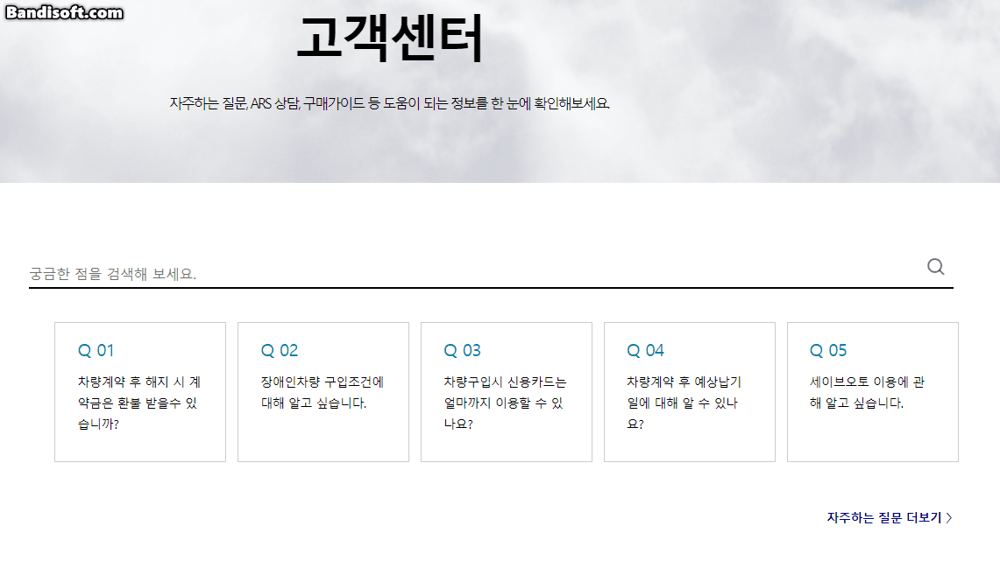 Bandisoft.com
고객센터
자주하는 질문, ARS 상담, 구매가이드 등 도움이 되는 정보를 한 눈에 확인해보세요.
궁금한 점을 검색해 보세요.
Q 01
차량계약 후 해지 시 계
약금은 환불 받을수 있
습니까?
Q 02
장애인차량 구입조건에
대해 알고 싶습니다.
Q 03
차량구입시 신용카드는
얼마까지 이용할 수 있
나요?
Q 04
차량계약 후 예상납기
일에 대해 알 수 있나
요?
Q 05
세이브오토 이용에 관
해 알고 싶습니다.
자주하는 질문 더보기 >